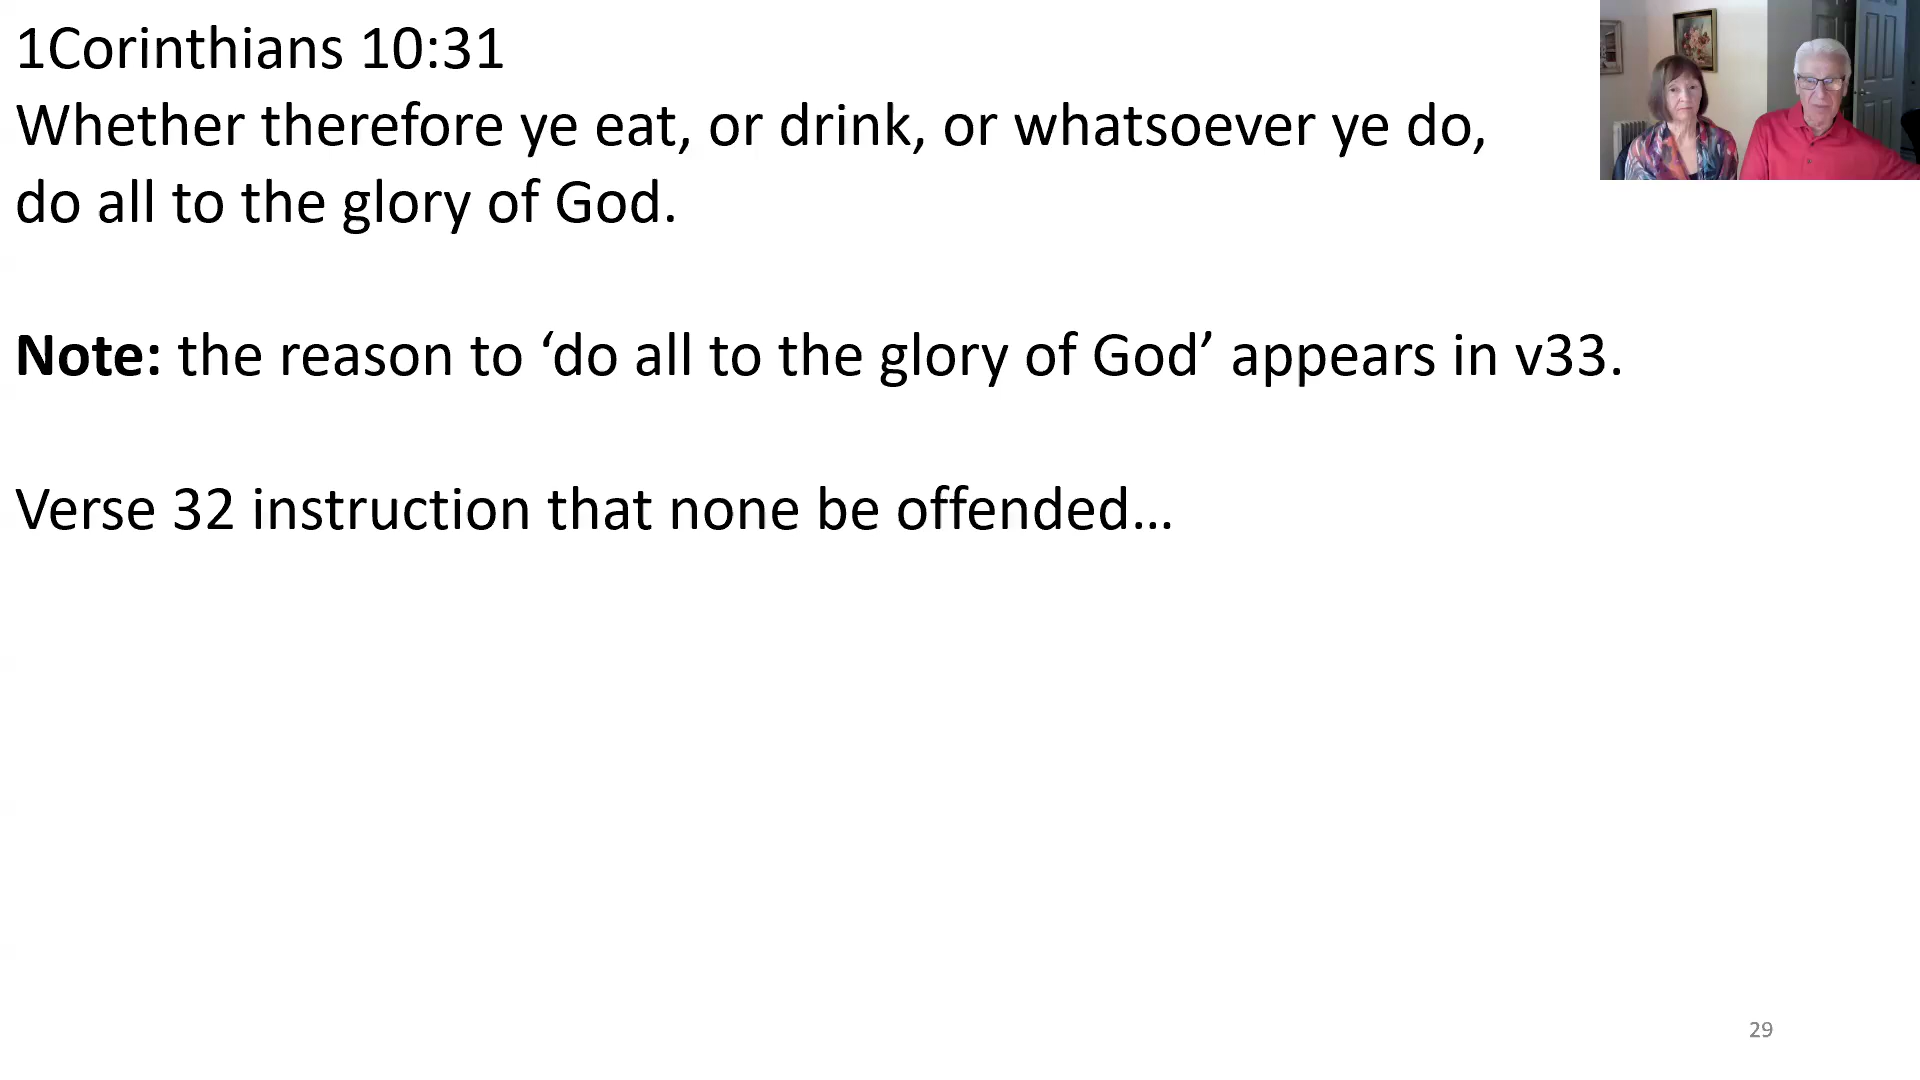 1Corinthians 10:31
Whether therefore ye eat, or drink, or whatsoever ye do,
do all to the glory of God.
Note: the reason to ‘do all to the glory of God’ appears in v33.
Verse 32 instruction that none be offended…
29